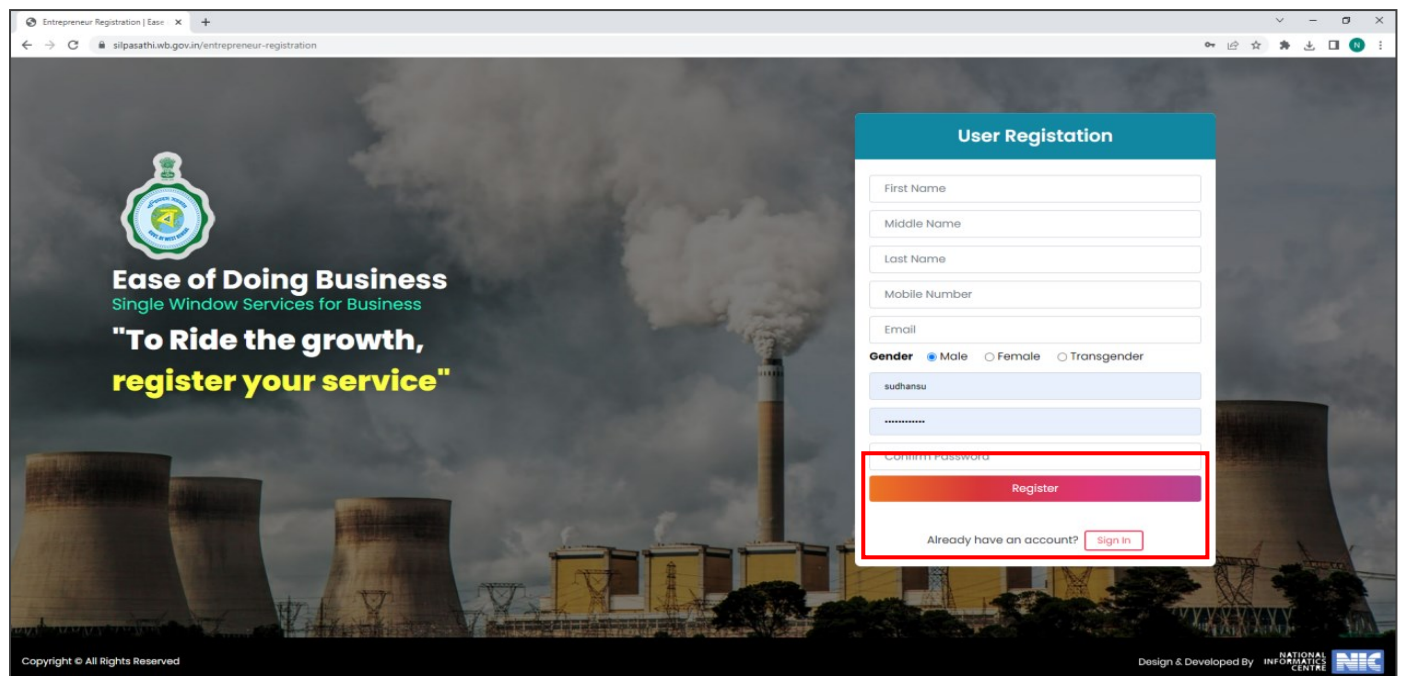 Entrepreneur Registration | Ease
silpasathi.wb.gov.in/entrepreneur-registration
N
User Registation
First Name
Middle Name
Last Name
Mobile Number
Email
Gender Male Female Transgender
sudhansu
••••••••••••
Confirm Password
Register
Already have an account? Sign In
Ease of Doing Business
Single Window Services for Business
"To Ride the growth,
register your service"
Copyright © All Rights Reserved
Design & Developed By NATIONAL INFORMATICS CENTRE NIC